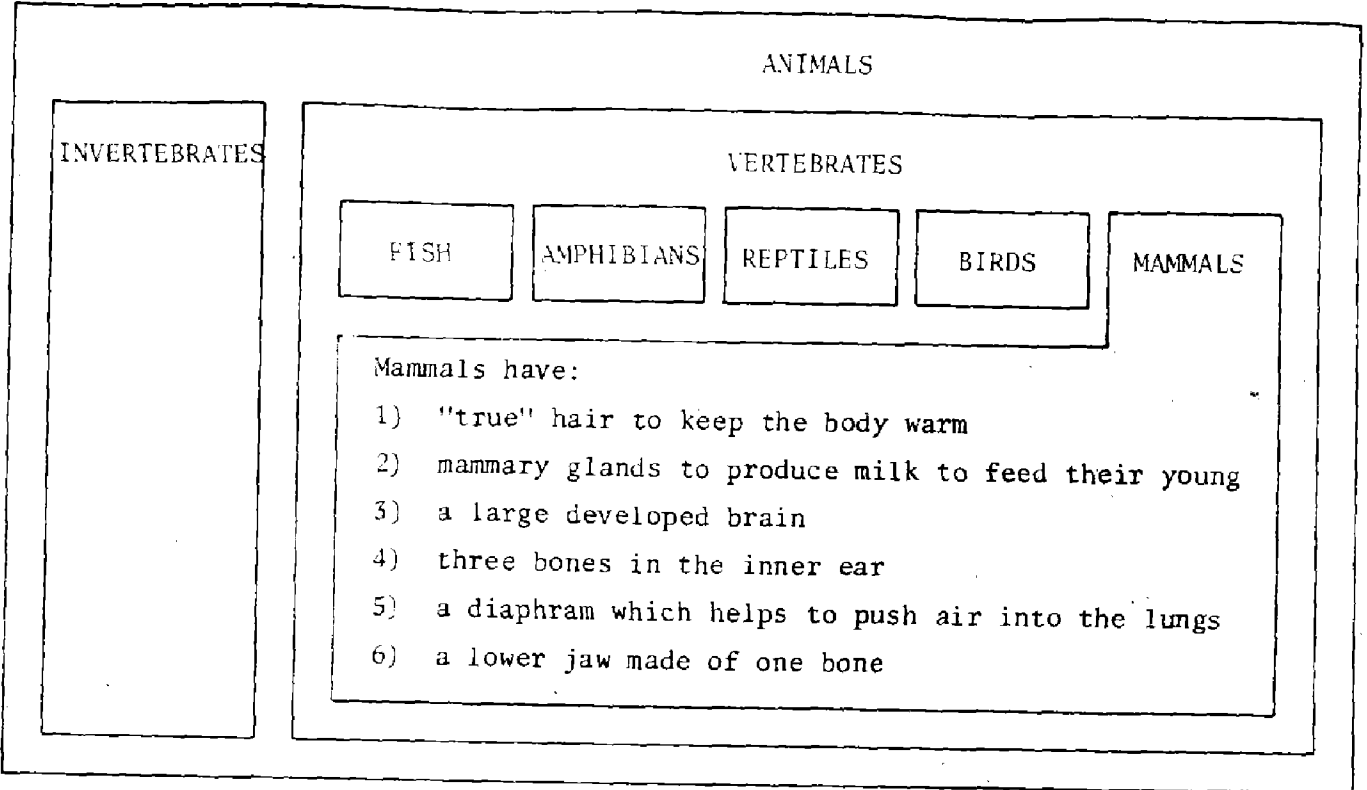 ANIMALS
INVERTEBRATES
VERTEBRATES
FISH
AMPHIBIANS
REPTILES
BIRDS
MAMMALS
Mammals have:
1) "true" hair to keep the body warm
2) mammary glands to produce milk to feed their young
3) a large developed brain
4) three bones in the inner ear
5) a diaphram which helps to push air into the lungs
6) a lower jaw made of one bone